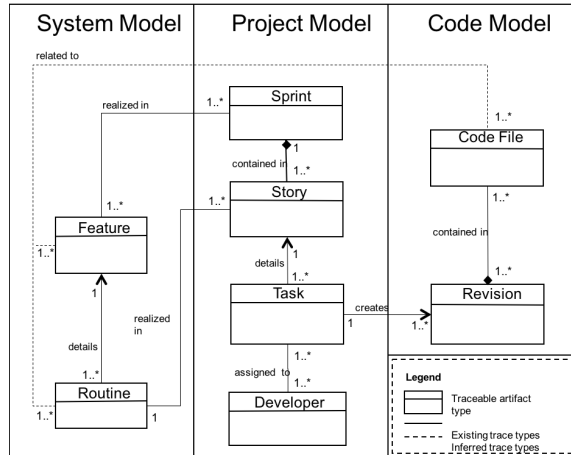 System Model
Project Model
Code Model
related to
realized in
1..*
Sprint
1..*
1
contained in
1..*
Code File
1..*
1..*
1..*
Story
Feature
1..*
1
contained in
1
details
realized
in
details
1..*
1..*
Task
creates
Revision
1
1..*
1..*
assigned to
1..*
1..*
Routine
1..*
1
Developer
Legend
Traceable artifact
type
Existing trace types
Inferred trace types